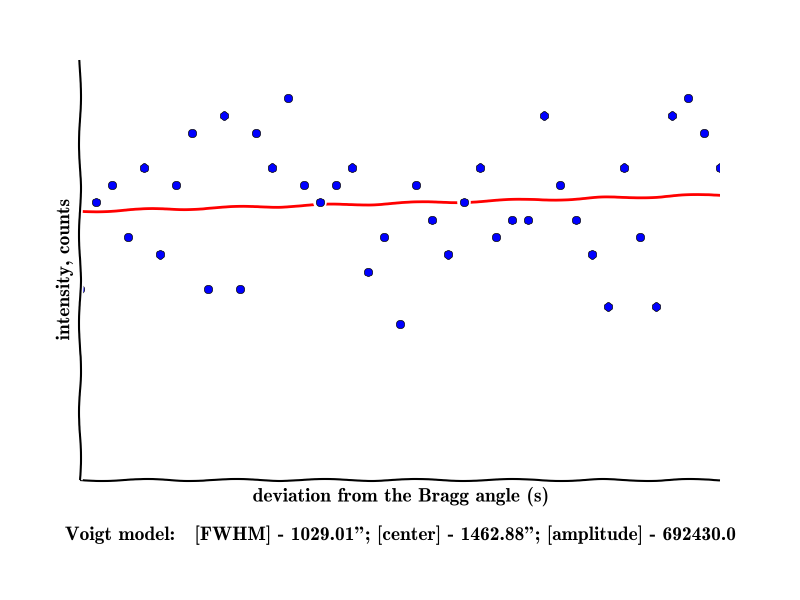 intensity, counts
deviation from the Bragg angle (s)
Voigt model: [FWHM] - 1029.01”; [center] - 1462.88”; [amplitude] - 692430.0